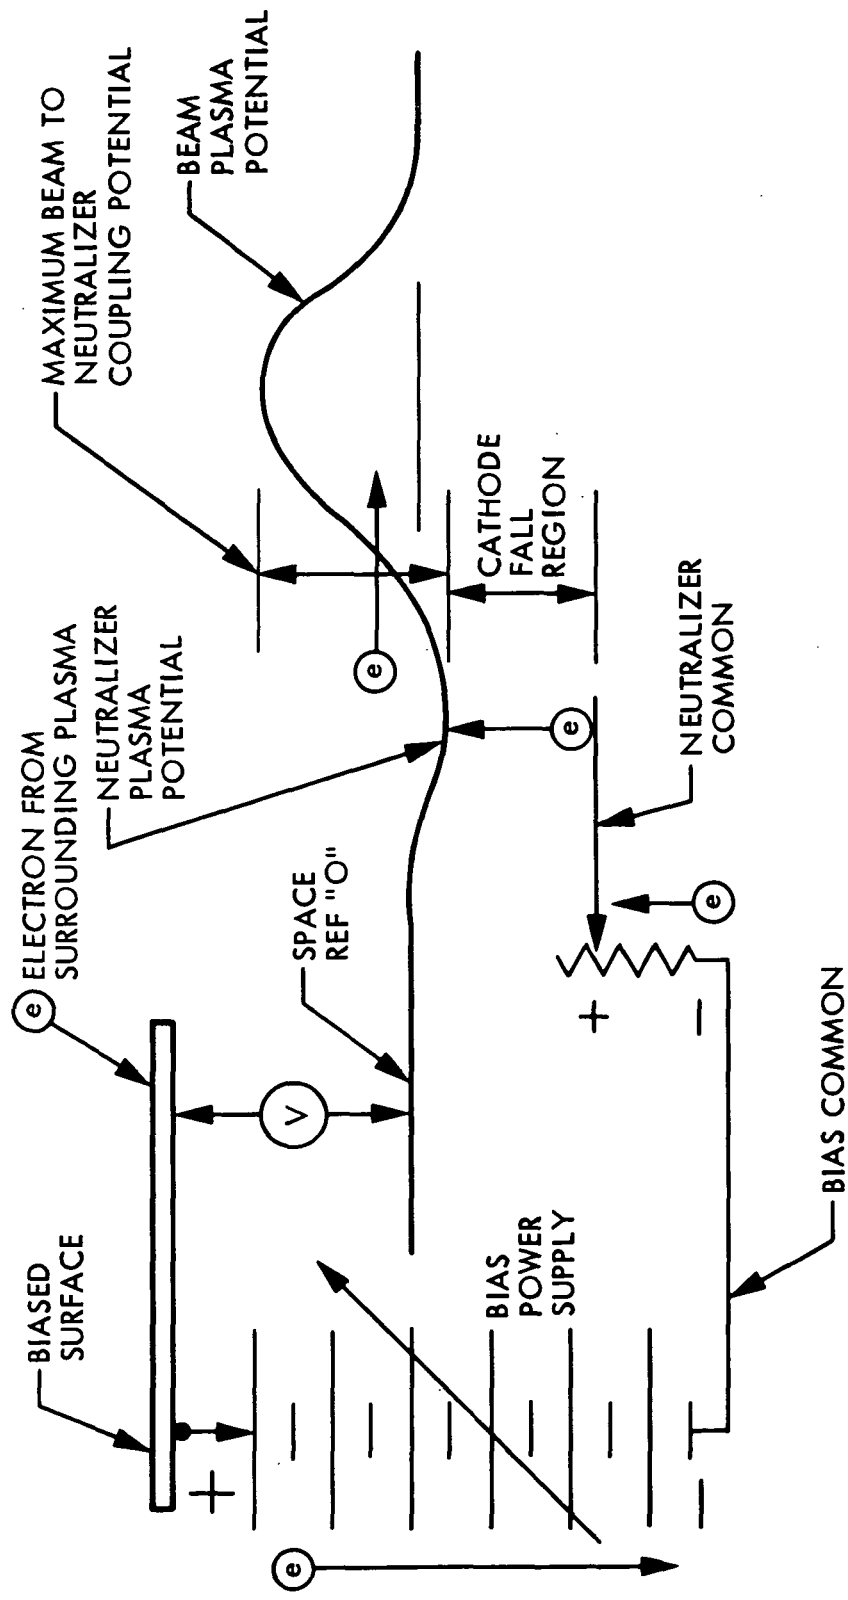 ⓔ ELECTRON FROM
SURROUNDING PLASMA
MAXIMUM BEAM TO
NEUTRALIZER
COUPLING POTENTIAL
BIASED
SURFACE
NEUTRALIZER
PLASMA
POTENTIAL
BEAM
PLASMA
POTENTIAL
+
V
SPACE
REF "O"
e
e
BIAS
POWER
SUPPLY
CATHODE
FALL
REGION
e
+
−
e
−
NEUTRALIZER
COMMON
BIAS COMMON